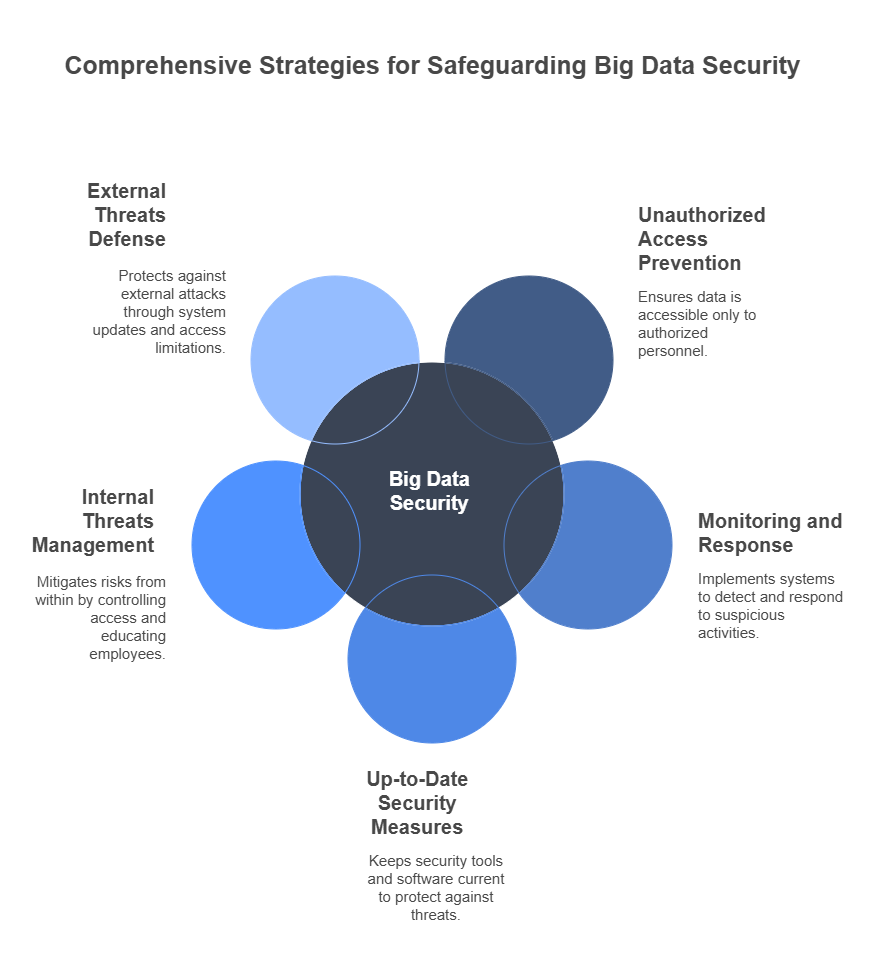 Comprehensive Strategies for Safeguarding Big Data Security
External
Threats
Defense
Protects against
external attacks
through system
updates and access
limitations.
Unauthorized
Access
Prevention
Ensures data is
accessible only to
authorized
personnel.
Big Data
Security
Internal
Threats
Management
Mitigates risks from
within by controlling
access and
educating
employees.
Monitoring and
Response
Implements systems
to detect and respond
to suspicious
activities.
Up-to-Date
Security
Measures
Keeps security tools
and software current
to protect against
threats.